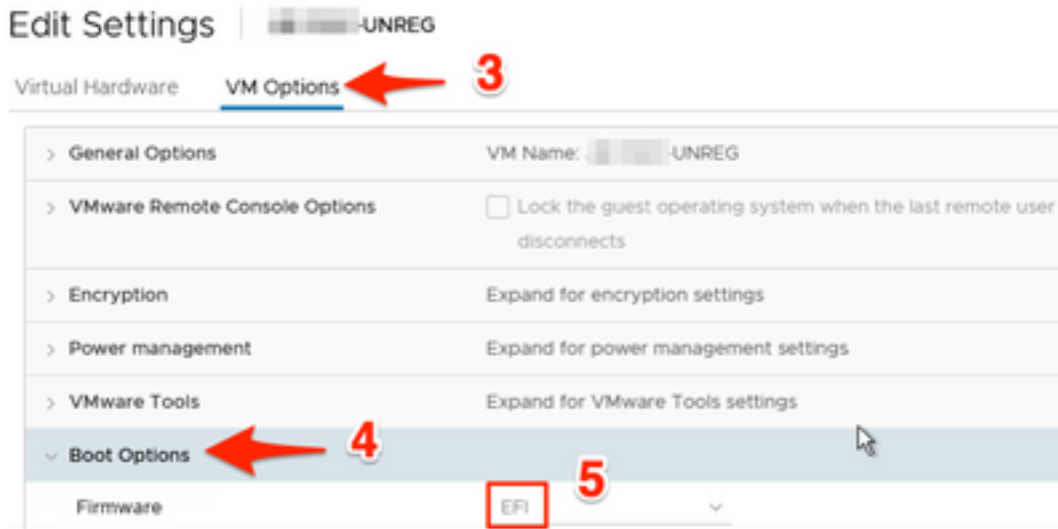 Edit Settings -UNREG
Virtual Hardware VM Options 3
General Options VM Name: -UNREG
VMware Remote Console Options Lock the guest operating system when the last remote user
disconnects
Encryption Expand for encryption settings
Power management Expand for power management settings
VMware Tools Expand for VMware Tools settings
Boot Options 4
Firmware EFI 5